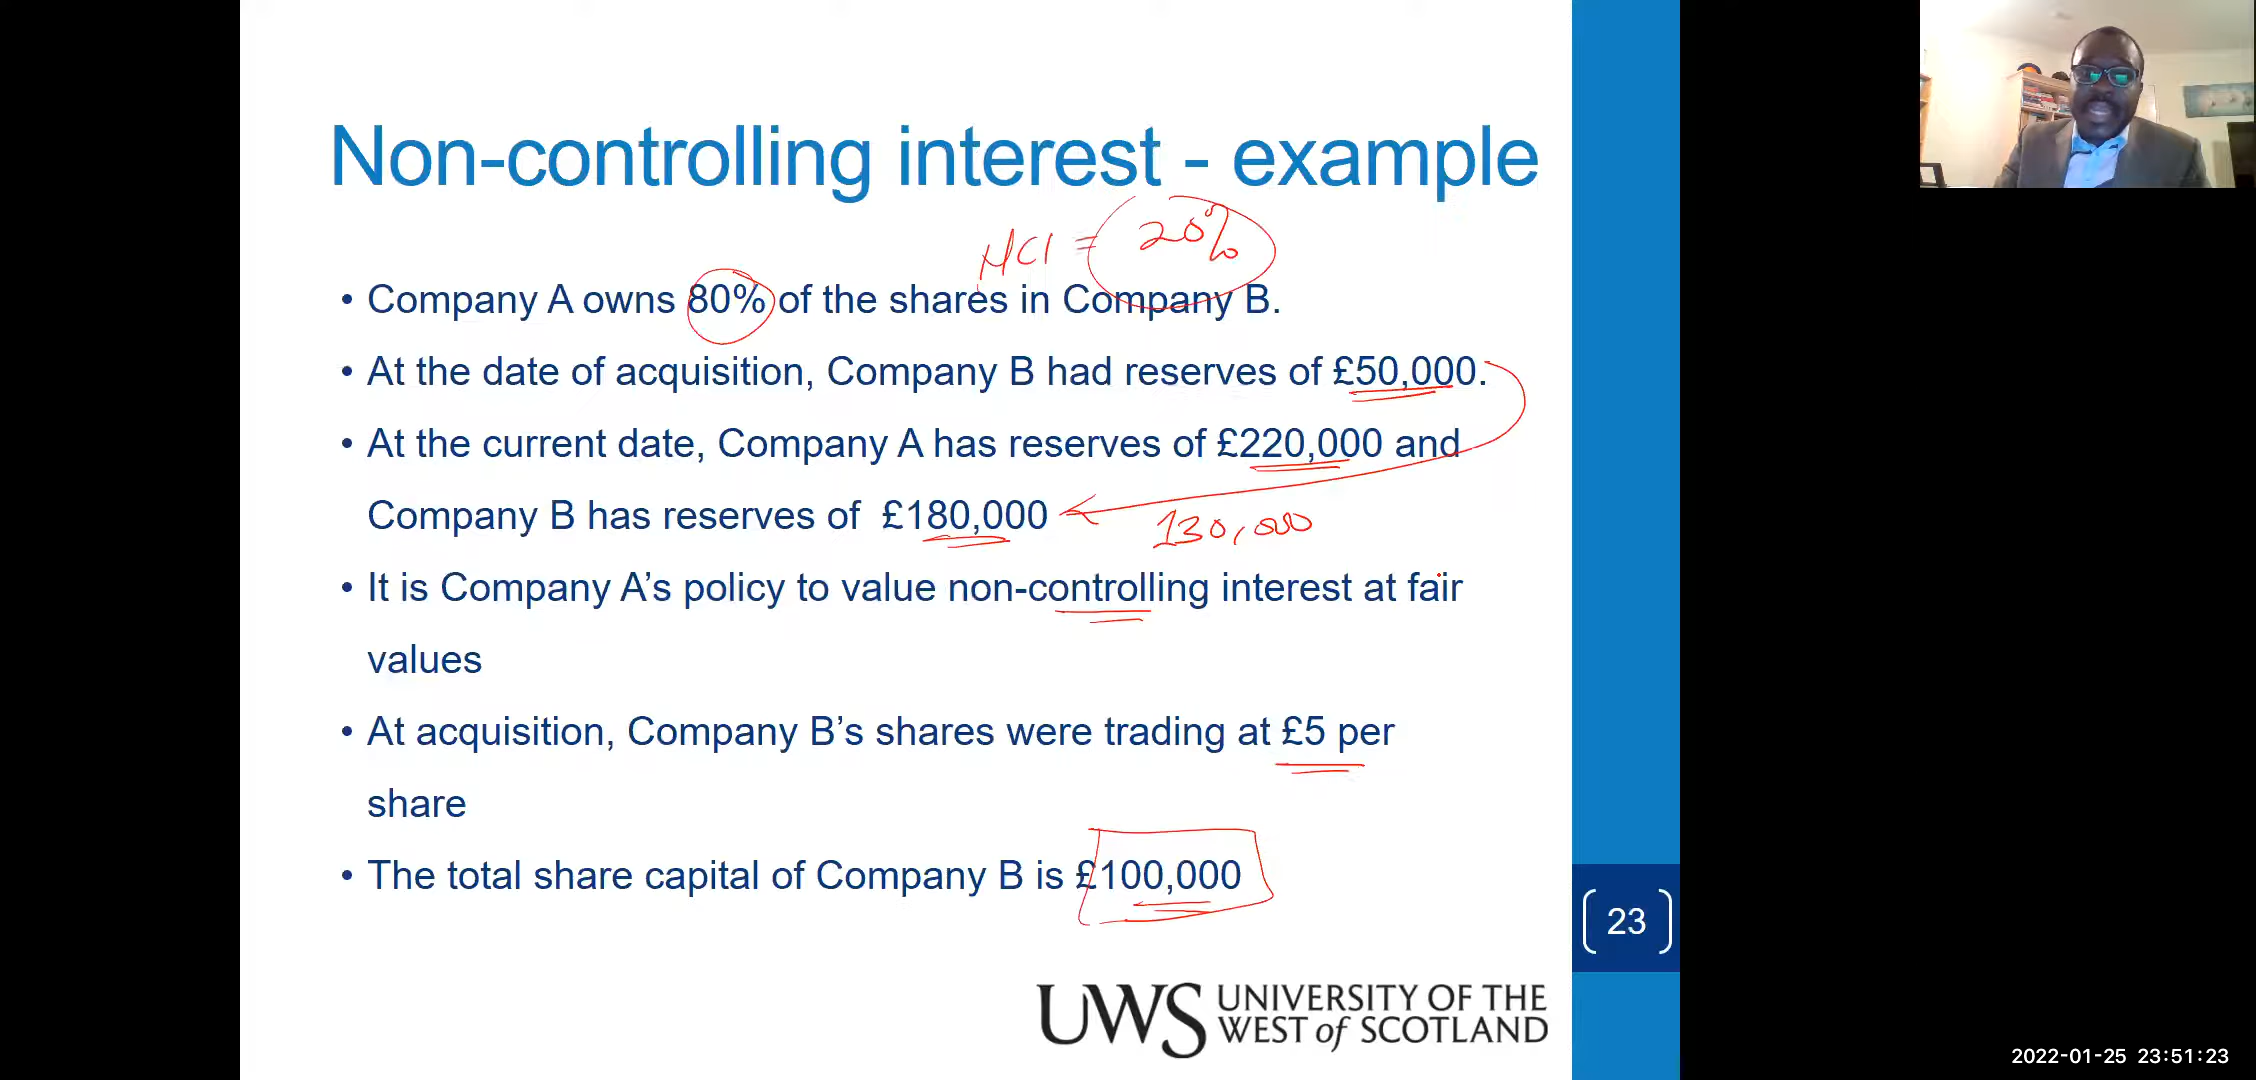 Non-controlling interest - example
NCI = 20%
• Company A owns 80% of the shares in Company B.
• At the date of acquisition, Company B had reserves of £50,000.
• At the current date, Company A has reserves of £220,000 and
Company B has reserves of £180,000
130,000
• It is Company A’s policy to value non-controlling interest at fair
values
• At acquisition, Company B’s shares were trading at £5 per
share
• The total share capital of Company B is £100,000
23
UWS UNIVERSITY OF THE
WEST of SCOTLAND
2022-01-25 23:51:23